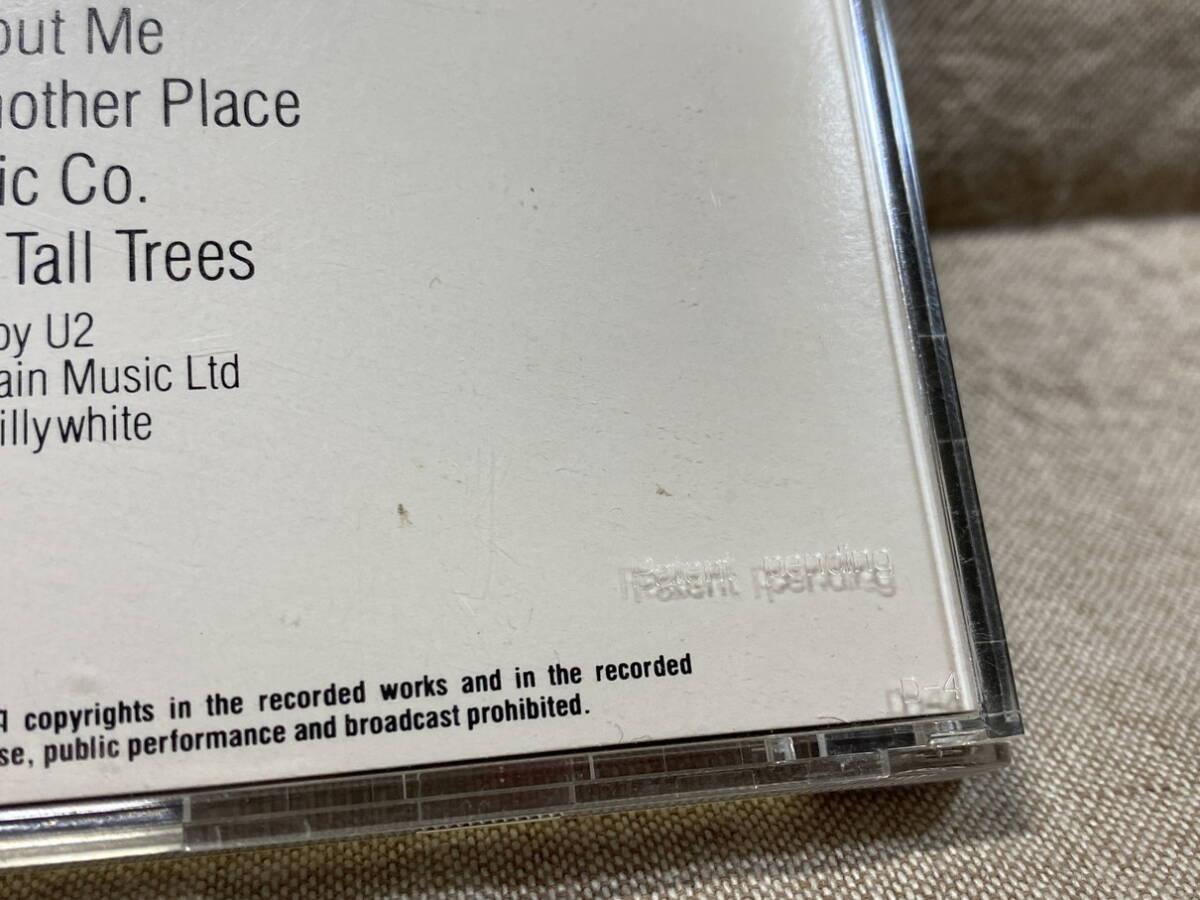 out Me
nother Place
ic Co.
Tall Trees
by U2
ain Music Ltd
illywhite
Patent pending
copyrights in the recorded works and in the recorded
se, public performance and broadcast prohibited.
D-4